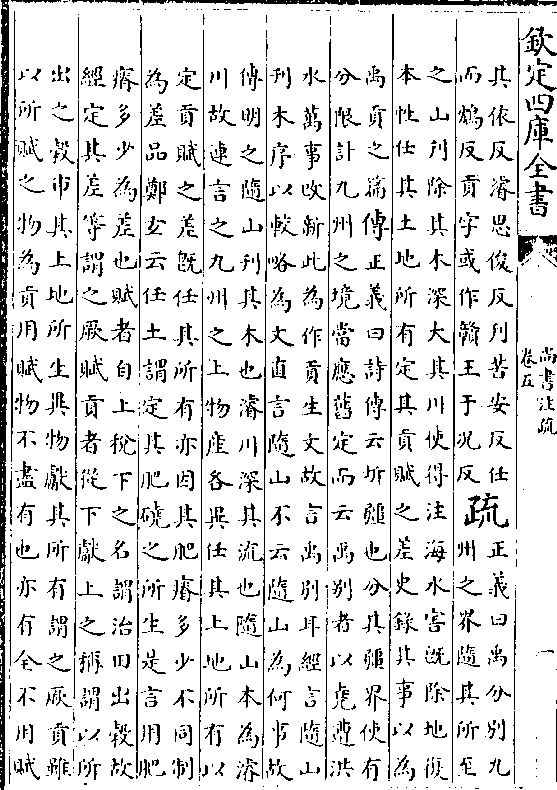 欽定四庫全書
尚書注疏
卷五
一
其依反濬思俊反刋苦安反任
而鴆反貢字或作贑王于况反
疏
正義曰禹分别九
州之界隨其所至
之山刋除其木深大其川使得注海水害既除地復
本性任其土地所有定其貢賦之差史錄其事以為
禹貢之篇傳正義曰詩傳云圻疆也分其疆界使有
分限計九州之境當應舊定而云禹别者以堯遭洪
水萬事改新此為作貢生文故言禹别耳經言隨山
刋木序以較略為文直言隨山不云隨山為何事故
傳明之隨山刋其木也濬川深其流也隨山本為濬
川故連言之九州之土物産各異任其土地所有以
定貢賦之差既任其所有亦因其肥瘠多少不同制
為差品鄭玄云任土謂定其肥磽之所生是言用肥
瘠多少為差也賦者自上稅下之名謂治田出穀故
經定其差等謂之厥賦貢者從下獻上之稱謂以所
出之榖市其土地所生異物獻其所有謂之厥貢雖
以所賦之物為貢用賦物不盡有也亦有全不用賦